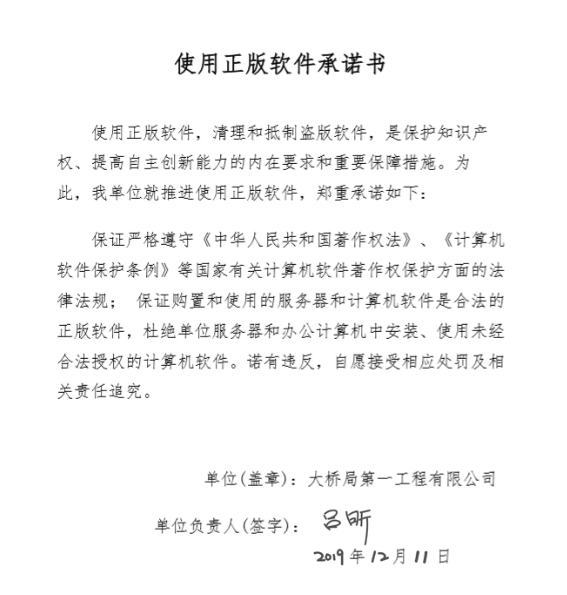 使用正版软件承诺书
使用正版软件，清理和抵制盗版软件，是保护知识产
权、提高自主创新能力的内在要求和重要保障措施。为
此，我单位就推进使用正版软件，郑重承诺如下：
保证严格遵守《中华人民共和国著作权法》、《计算机
软件保护条例》等国家有关计算机软件著作权保护方面的法
律法规； 保证购置和使用的服务器和计算机软件是合法的
正版软件，杜绝单位服务器和办公计算机中安装、使用未经
合法授权的计算机软件。诺有违反，自愿接受相应处罚及相
关责任追究。
单位(盖章)：大桥局第一工程有限公司
单位负责人(签字)：吕昕
2019年12月11日